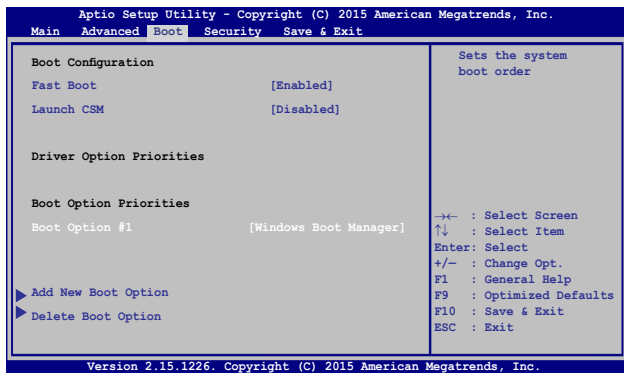 Aptio Setup Utility - Copyright (C) 2015 American Megatrends, Inc.
Main Advanced Boot Security Save & Exit
Boot Configuration
Fast Boot [Enabled]
Launch CSM [Disabled]
Driver Option Priorities
Boot Option Priorities
Boot Option #1 [Windows Boot Manager]
Add New Boot Option
Delete Boot Option
Sets the system
boot order
→← : Select Screen
↑↓ : Select Item
Enter: Select
+/— : Change Opt.
F1 : General Help
F9 : Optimized Defaults
F10 : Save & Exit
ESC : Exit
Version 2.15.1226. Copyright (C) 2015 American Megatrends, Inc.